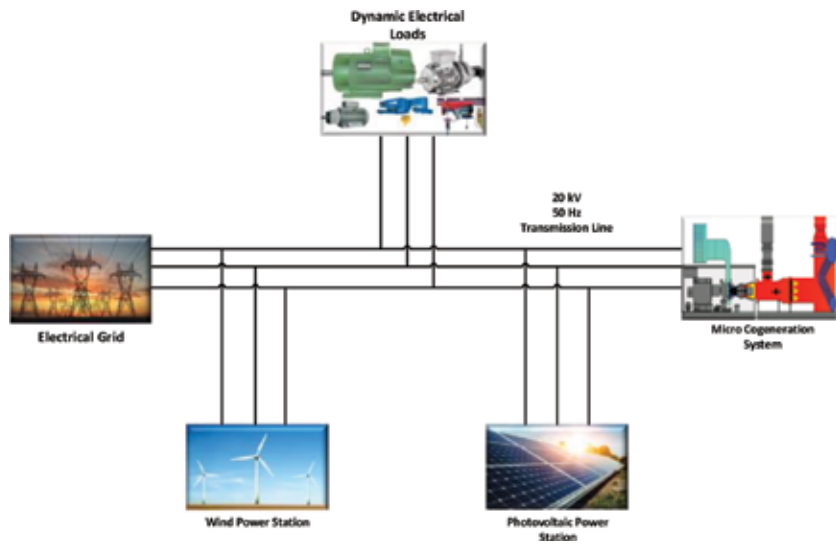 Dynamic Electrical
Loads
20 kV
50 Hz
Transmission Line
Electrical Grid
Micro Cogeneration
System
Wind Power Station
Photovoltaic Power
Station